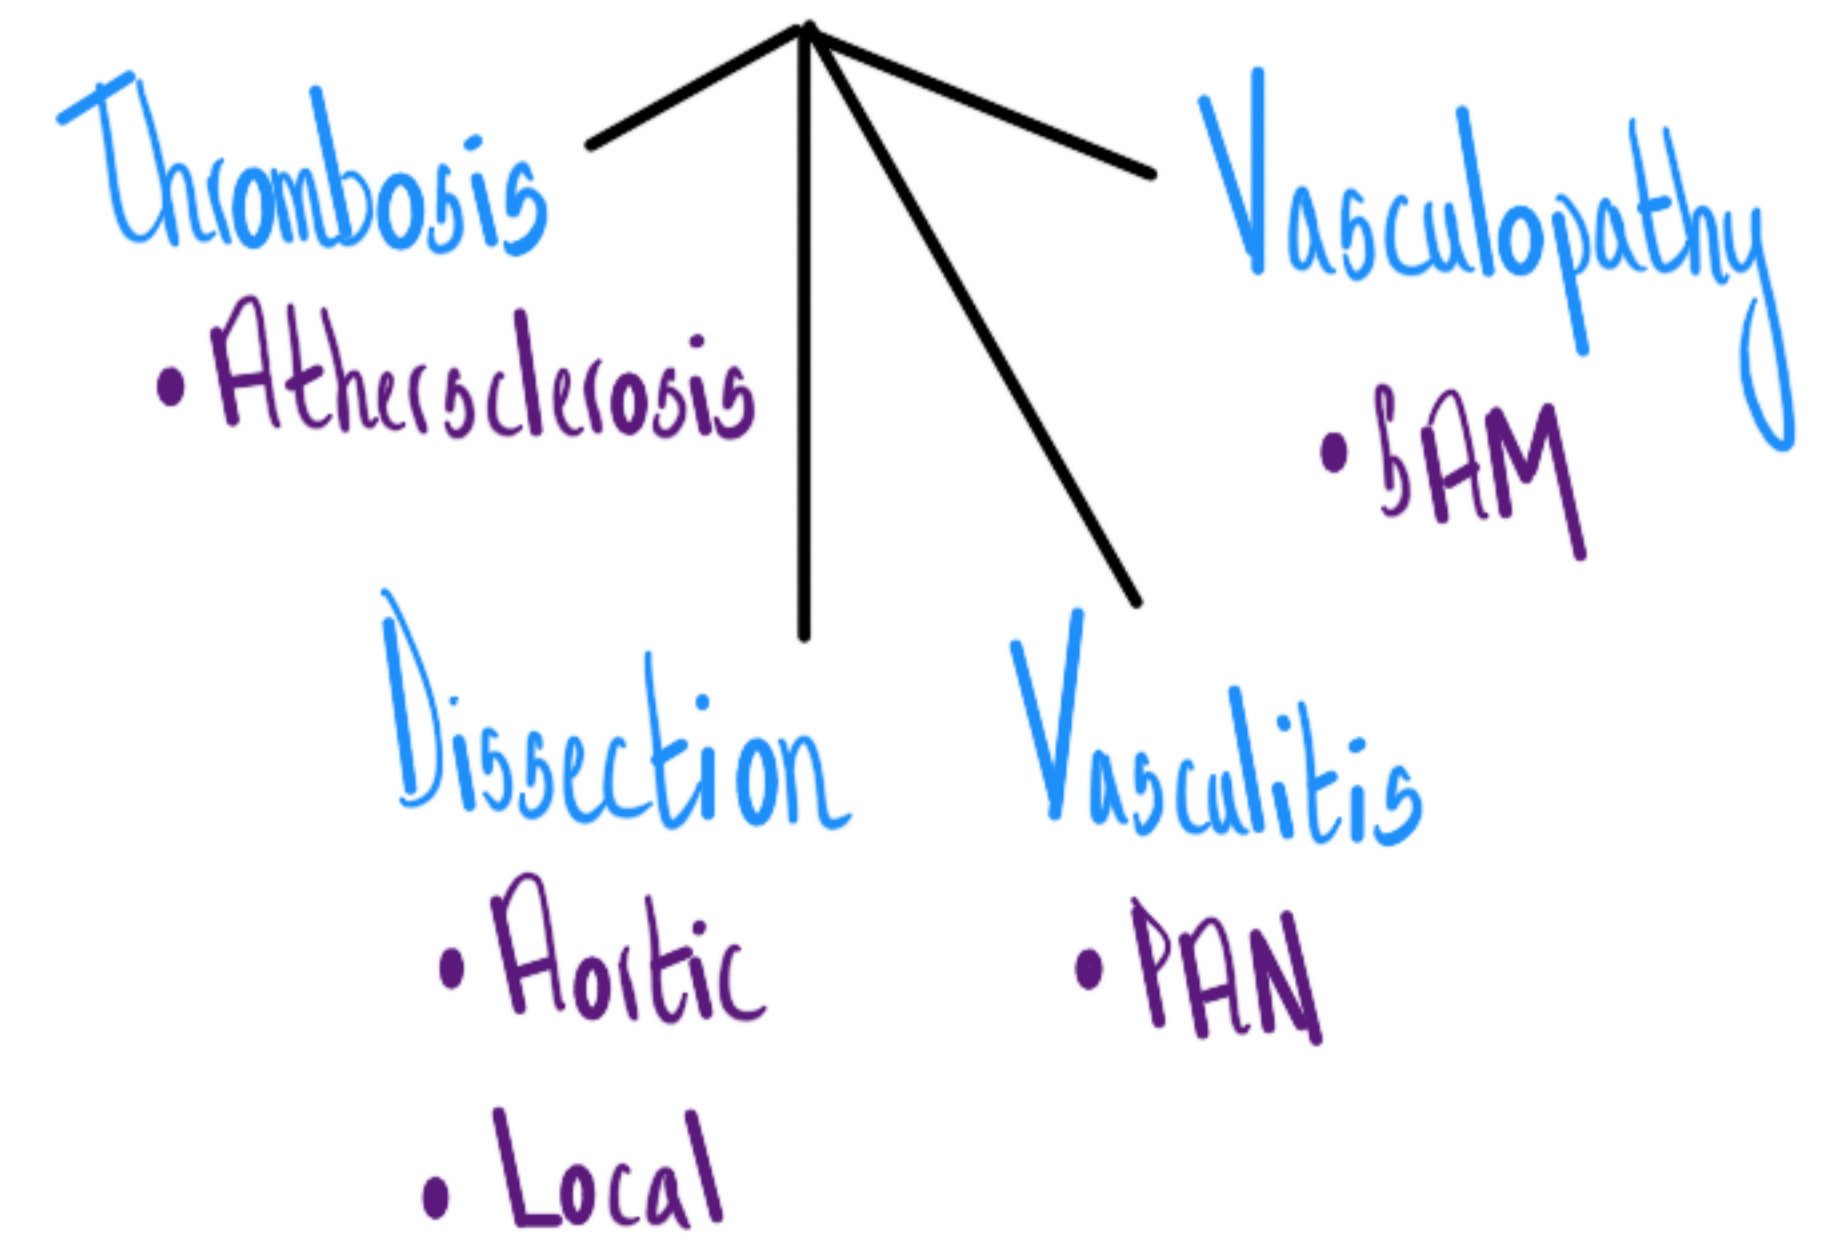 Thrombosis
• Athersclerosis
Vasculopathy
• SAM
Dissection
• Aortic
• Local
Vasculitis
• PAN